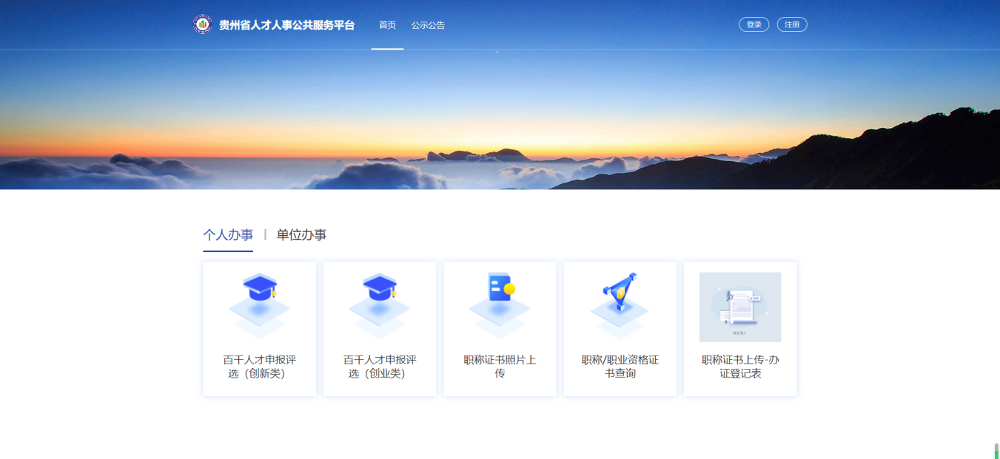 贵州省人才人事公共服务平台
首页
公示公告
登录
注册
个人办事
单位办事
百千人才申报评
选（创新类）
百千人才申报评
选（创业类）
职称证书照片上
传
职称/职业资格证
书查询
职称证书上传-办
证登记表